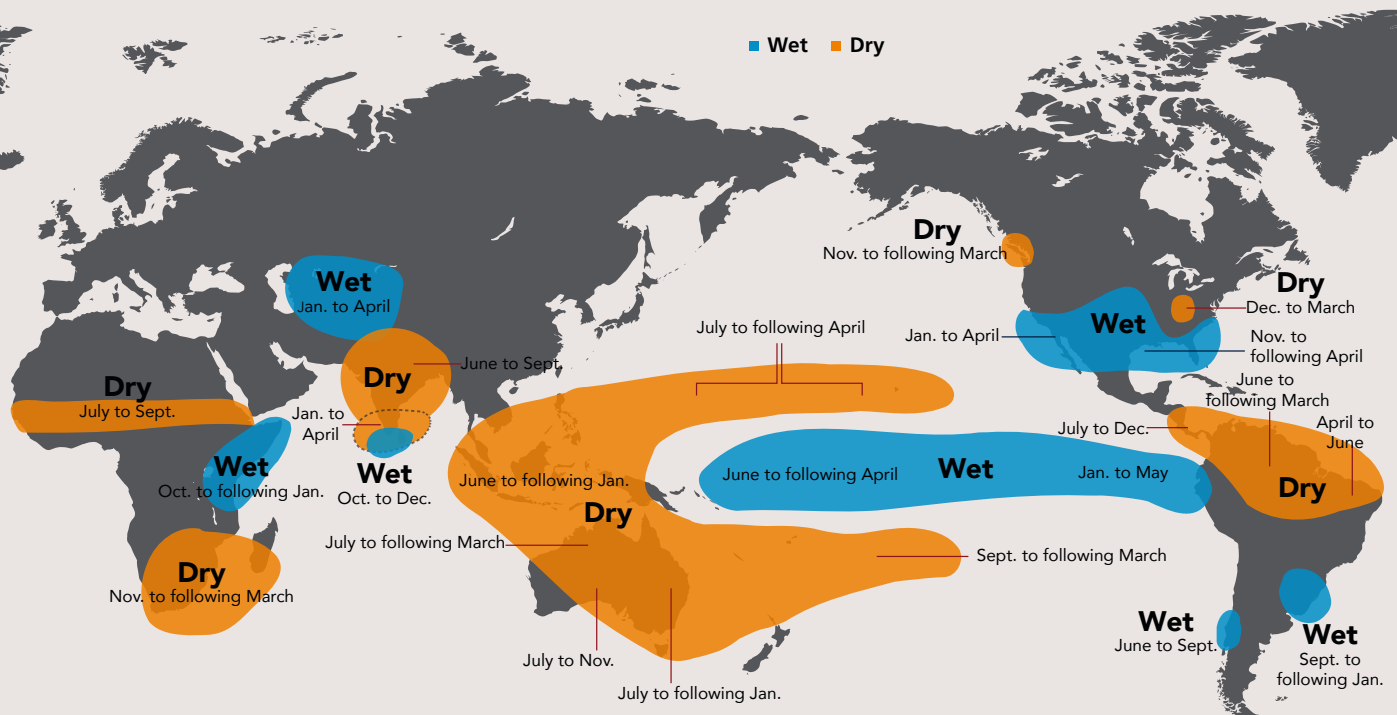 Wet Dry
Dry
Nov. to following March
Wet
Jan. to April
Dry
Dec. to March
Wet
Jan. to April
Nov. to
following April
July to following April
Dry
June to Sept.
Dry
July to Sept.
Jan. to
April
June to
following March
April to
June
July to Dec.
Wet
Oct. to following Jan.
Wet
Oct. to Dec.
June to following Jan.
Dry
June to following April
Wet
Jan. to May
Dry
July to following March
Sept. to following March
Dry
Nov. to following March
July to Nov.
July to following Jan.
Wet
June to Sept.
Wet
Sept. to
following Jan.